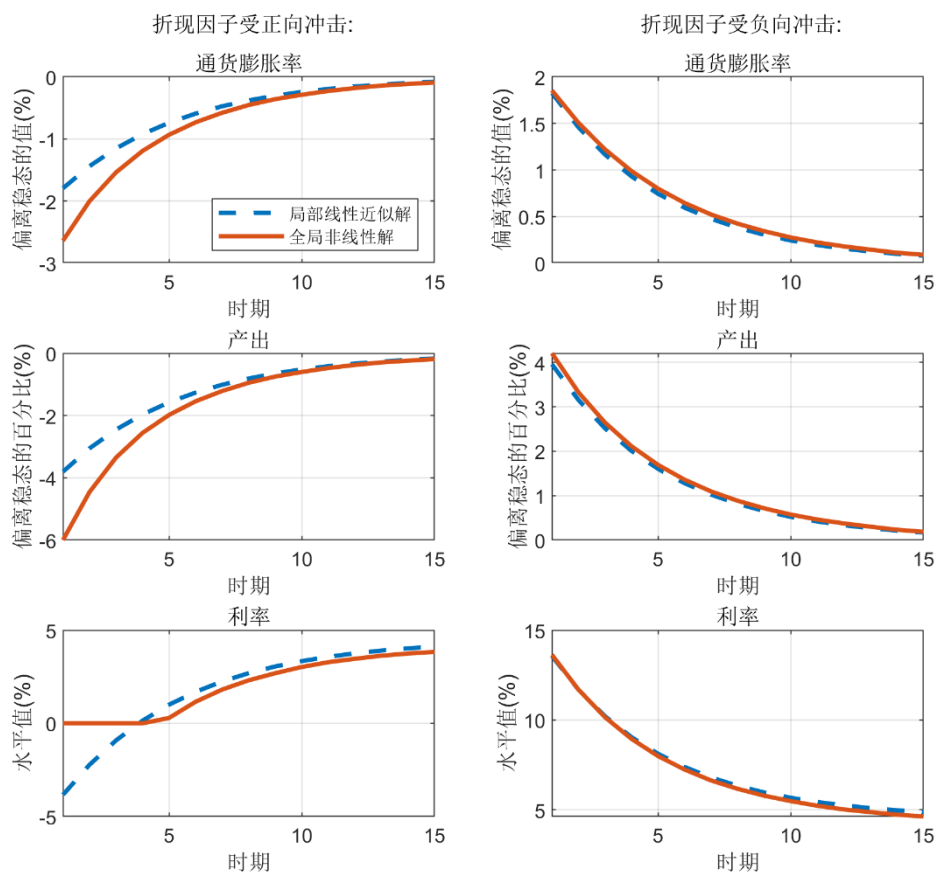 折现因子受正向冲击:
折现因子受负向冲击:
通货膨胀率
偏离稳态的值(%)
0
-1
-2
-3
局部线性近似解
全局非线性解
5
10
15
时期
通货膨胀率
偏离稳态的值(%)
2
1.5
1
0.5
0
5
10
15
时期
产出
偏离稳态的百分比(%)
0
-2
-4
-6
5
10
15
时期
产出
偏离稳态的百分比(%)
4
3
2
1
0
5
10
15
时期
利率
水平值(%)
5
0
-5
5
10
15
时期
利率
水平值(%)
15
10
5
5
10
15
时期